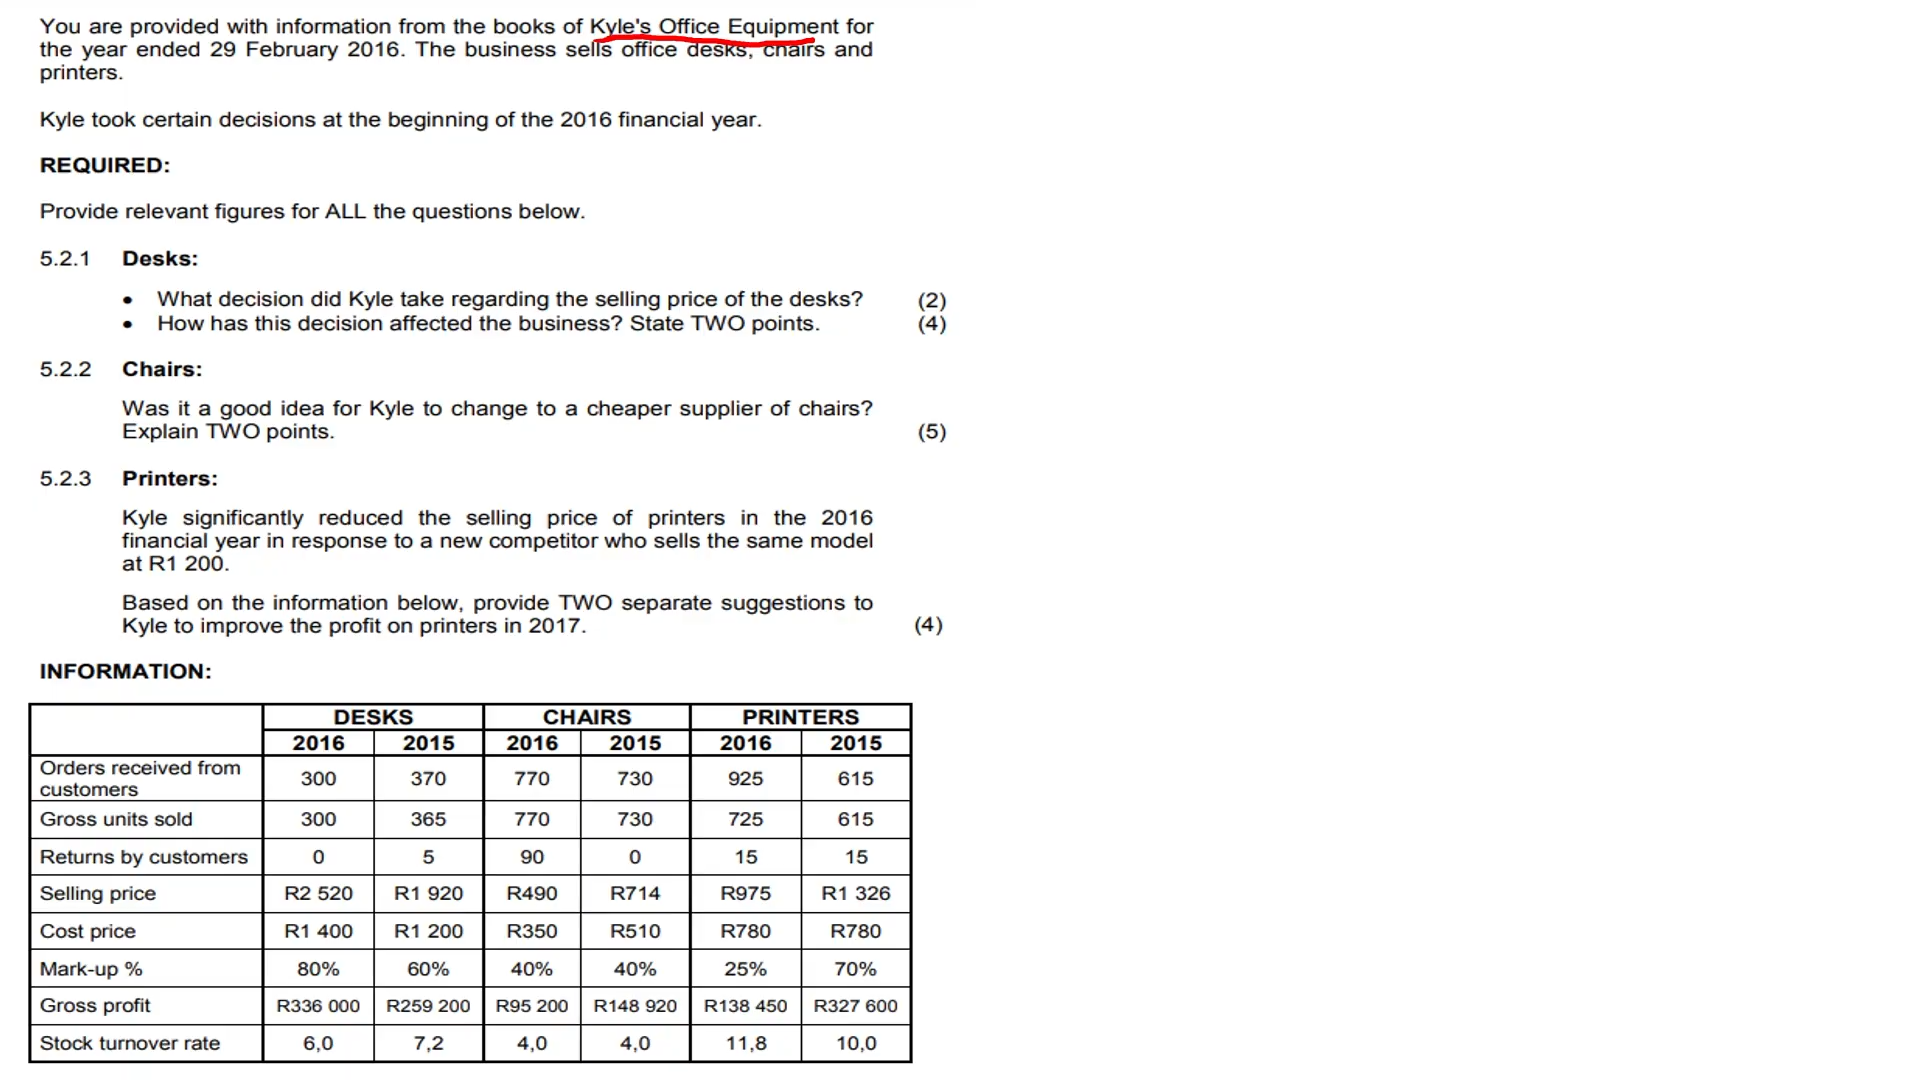 You are provided with information from the books of Kyle's Office Equipment for
the year ended 29 February 2016. The business sells office desks, chairs and
printers.
Kyle took certain decisions at the beginning of the 2016 financial year.
REQUIRED:
Provide relevant figures for ALL the questions below.
5.2.1 Desks:
• What decision did Kyle take regarding the selling price of the desks? (2)
• How has this decision affected the business? State TWO points. (4)
5.2.2 Chairs:
Was it a good idea for Kyle to change to a cheaper supplier of chairs?
Explain TWO points. (5)
5.2.3 Printers:
Kyle significantly reduced the selling price of printers in the 2016
financial year in response to a new competitor who sells the same model
at R1 200.
Based on the information below, provide TWO separate suggestions to
Kyle to improve the profit on printers in 2017. (4)
INFORMATION:
DESKS CHAIRS PRINTERS
2016 2015 2016 2015 2016 2015
Orders received from
customers 300 370 770 730 925 615
Gross units sold 300 365 770 730 725 615
Returns by customers 0 5 90 0 15 15
Selling price R2 520 R1 920 R490 R714 R975 R1 326
Cost price R1 400 R1 200 R350 R510 R780 R780
Mark-up % 80% 60% 40% 40% 25% 70%
Gross profit R336 000 R259 200 R95 200 R148 920 R138 450 R327 600
Stock turnover rate 6,0 7,2 4,0 4,0 11,8 10,0